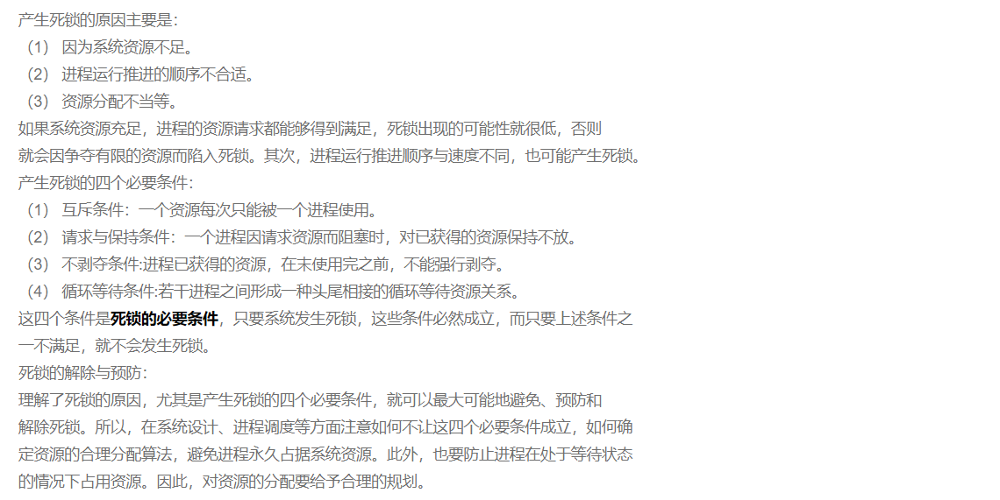 产生死锁的原因主要是：
（1） 因为系统资源不足。
（2） 进程运行推进的顺序不合适。
（3） 资源分配不当等。
如果系统资源充足，进程的资源请求都能够得到满足，死锁出现的可能性就很低，否则
就会因争夺有限的资源而陷入死锁。其次，进程运行推进顺序与速度不同，也可能产生死锁。
产生死锁的四个必要条件：
（1） 互斥条件：一个资源每次只能被一个进程使用。
（2） 请求与保持条件：一个进程因请求资源而阻塞时，对已获得的资源保持不放。
（3） 不剥夺条件:进程已获得的资源，在末使用完之前，不能强行剥夺。
（4） 循环等待条件:若干进程之间形成一种头尾相接的循环等待资源关系。
这四个条件是死锁的必要条件，只要系统发生死锁，这些条件必然成立，而只要上述条件之
一不满足，就不会发生死锁。
死锁的解除与预防：
理解了死锁的原因，尤其是产生死锁的四个必要条件，就可以最大可能地避免、预防和
解除死锁。所以，在系统设计、进程调度等方面注意如何不让这四个必要条件成立，如何确
定资源的合理分配算法，避免进程永久占据系统资源。此外，也要防止进程在处于等待状态
的情况下占用资源。因此，对资源的分配要给予合理的规划。